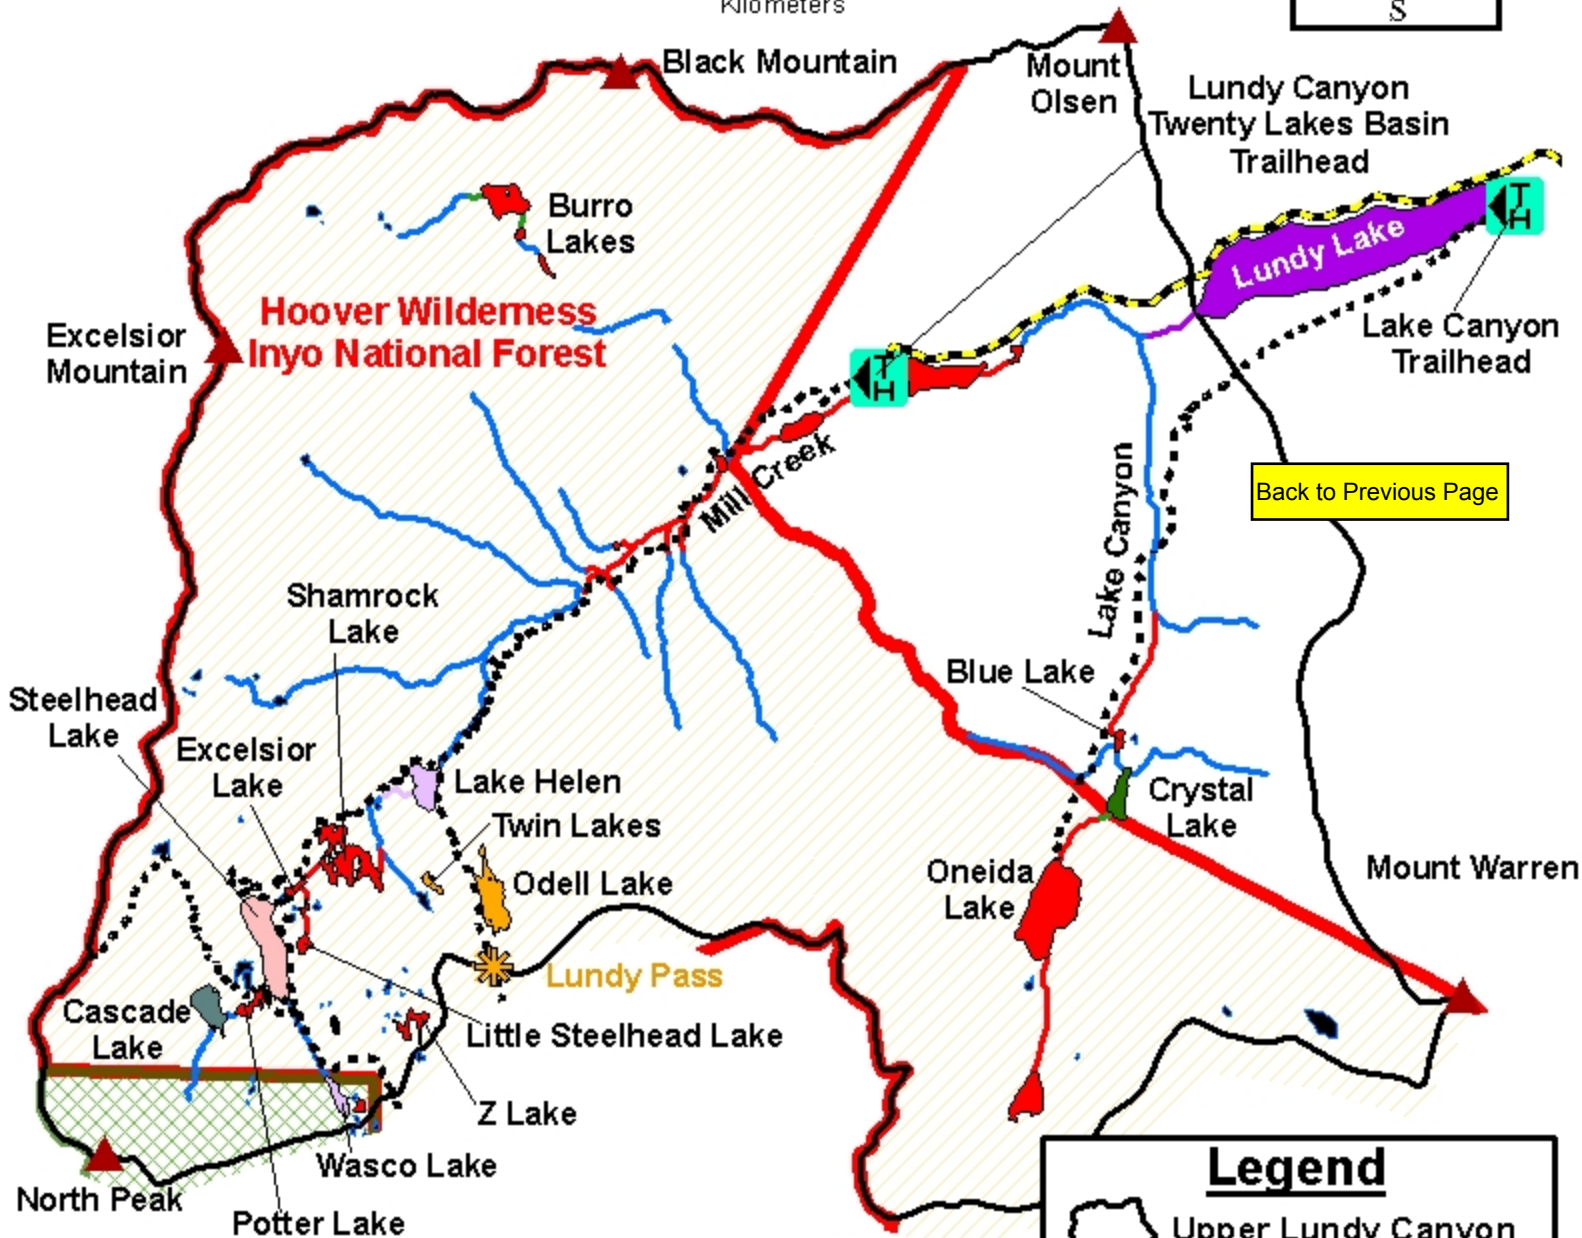 Kilometers
S
Black Mountain
Mount
Olsen
Lundy Canyon
Twenty Lakes Basin
Trailhead
T
H
Burro
Lakes
Lundy Lake
Hoover Wilderness
Inyo National Forest
Excelsior
Mountain
Lake Canyon
Trailhead
T
H
Mill Creek
Lake Canyon
Back to Previous Page
Shamrock
Lake
Blue Lake
Steelhead
Lake
Excelsior
Lake
Lake Helen
Crystal
Lake
Twin Lakes
Odell Lake
Oneida
Lake
Mount Warren
Lundy Pass
Cascade
Lake
Little Steelhead Lake
Z Lake
Wasco Lake
North Peak
Potter Lake
Legend
Upper Lundy Canyon